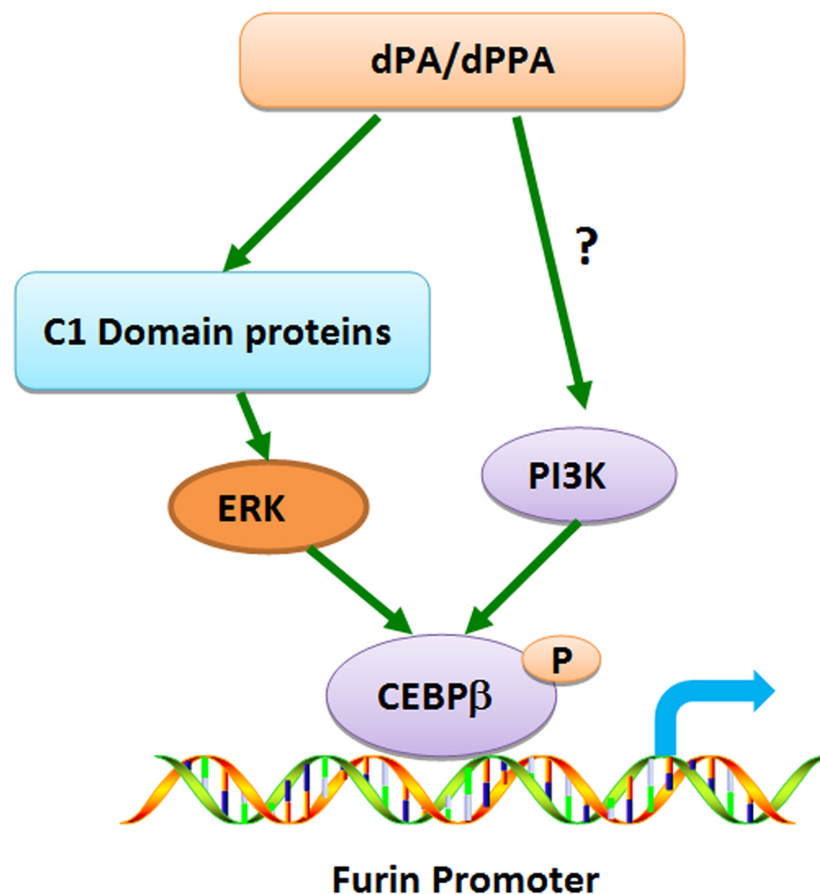 dPA/dPPA
?
C1 Domain proteins
PI3K
ERK
P
CEBPβ
Furin Promoter